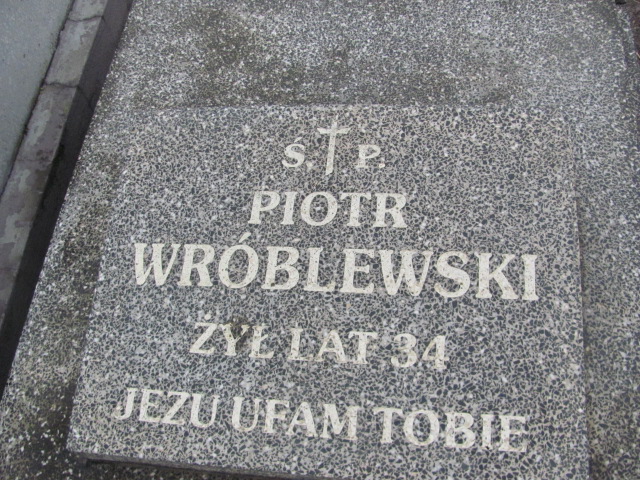 Ś. P.
PIOTR
WRÓBLEWSKI
ŻYŁ LAT 34
JEZU UFAM TOBIE